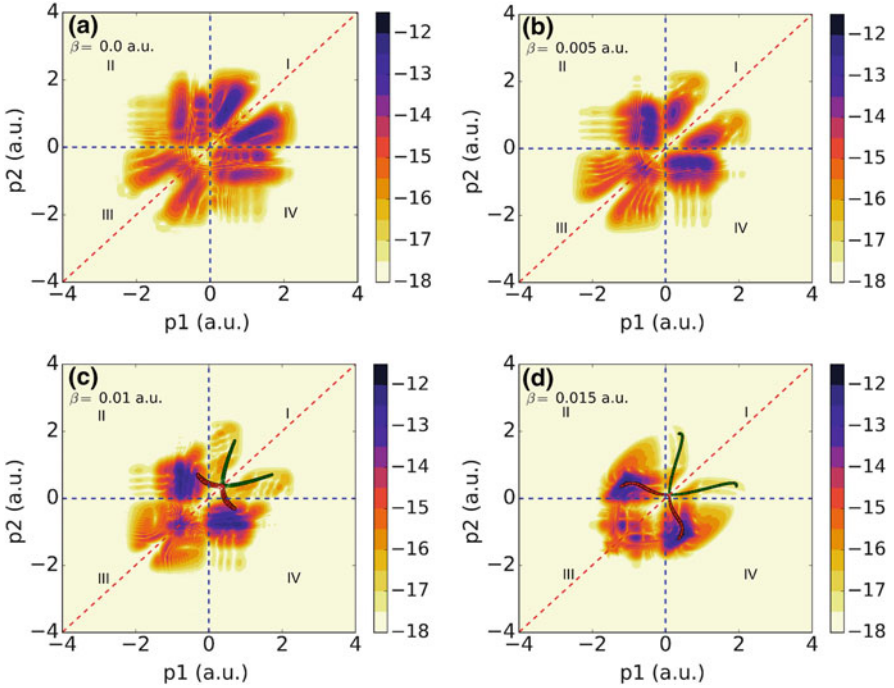 (a)
β= 0.0 a.u.
II
I
III
IV
4
2
0
−2
−4
p2 (a.u.)
−4
−2
0
2
4
p1 (a.u.)
−12
−13
−14
−15
−16
−17
−18
(b)
β= 0.005 a.u.
II
I
III
IV
4
2
0
−2
−4
p2 (a.u.)
−4
−2
0
2
4
p1 (a.u.)
−12
−13
−14
−15
−16
−17
−18
(c)
β= 0.01 a.u.
II
I
III
IV
4
2
0
−2
−4
p2 (a.u.)
−4
−2
0
2
4
p1 (a.u.)
−12
−13
−14
−15
−16
−17
−18
(d)
β= 0.015 a.u.
II
I
III
IV
4
2
0
−2
−4
p2 (a.u.)
−4
−2
0
2
4
p1 (a.u.)
−12
−13
−14
−15
−16
−17
−18